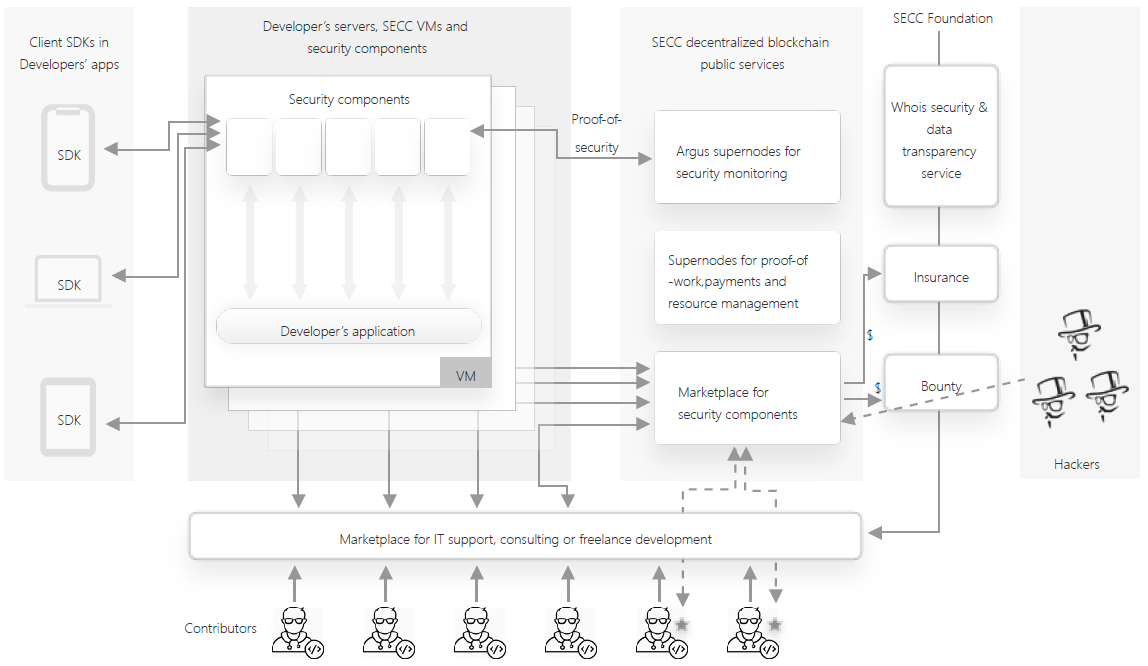 Client SDKs in
Developers' apps
SDK
SDK
SDK
Developer's servers, SECC VMs and
security components
Security components
Developer's application
VM
Proof-of-
security
SECC decentralized blockchain
public services
Argus supernodes for
security monitoring
Supernodes for proof-of
-work,payments and
resource management
Marketplace for
security components
$
$
SECC Foundation
Whois security &
data
transparency
service
Insurance
Bounty
Hackers
Marketplace for IT support, consulting or freelance development
Contributors